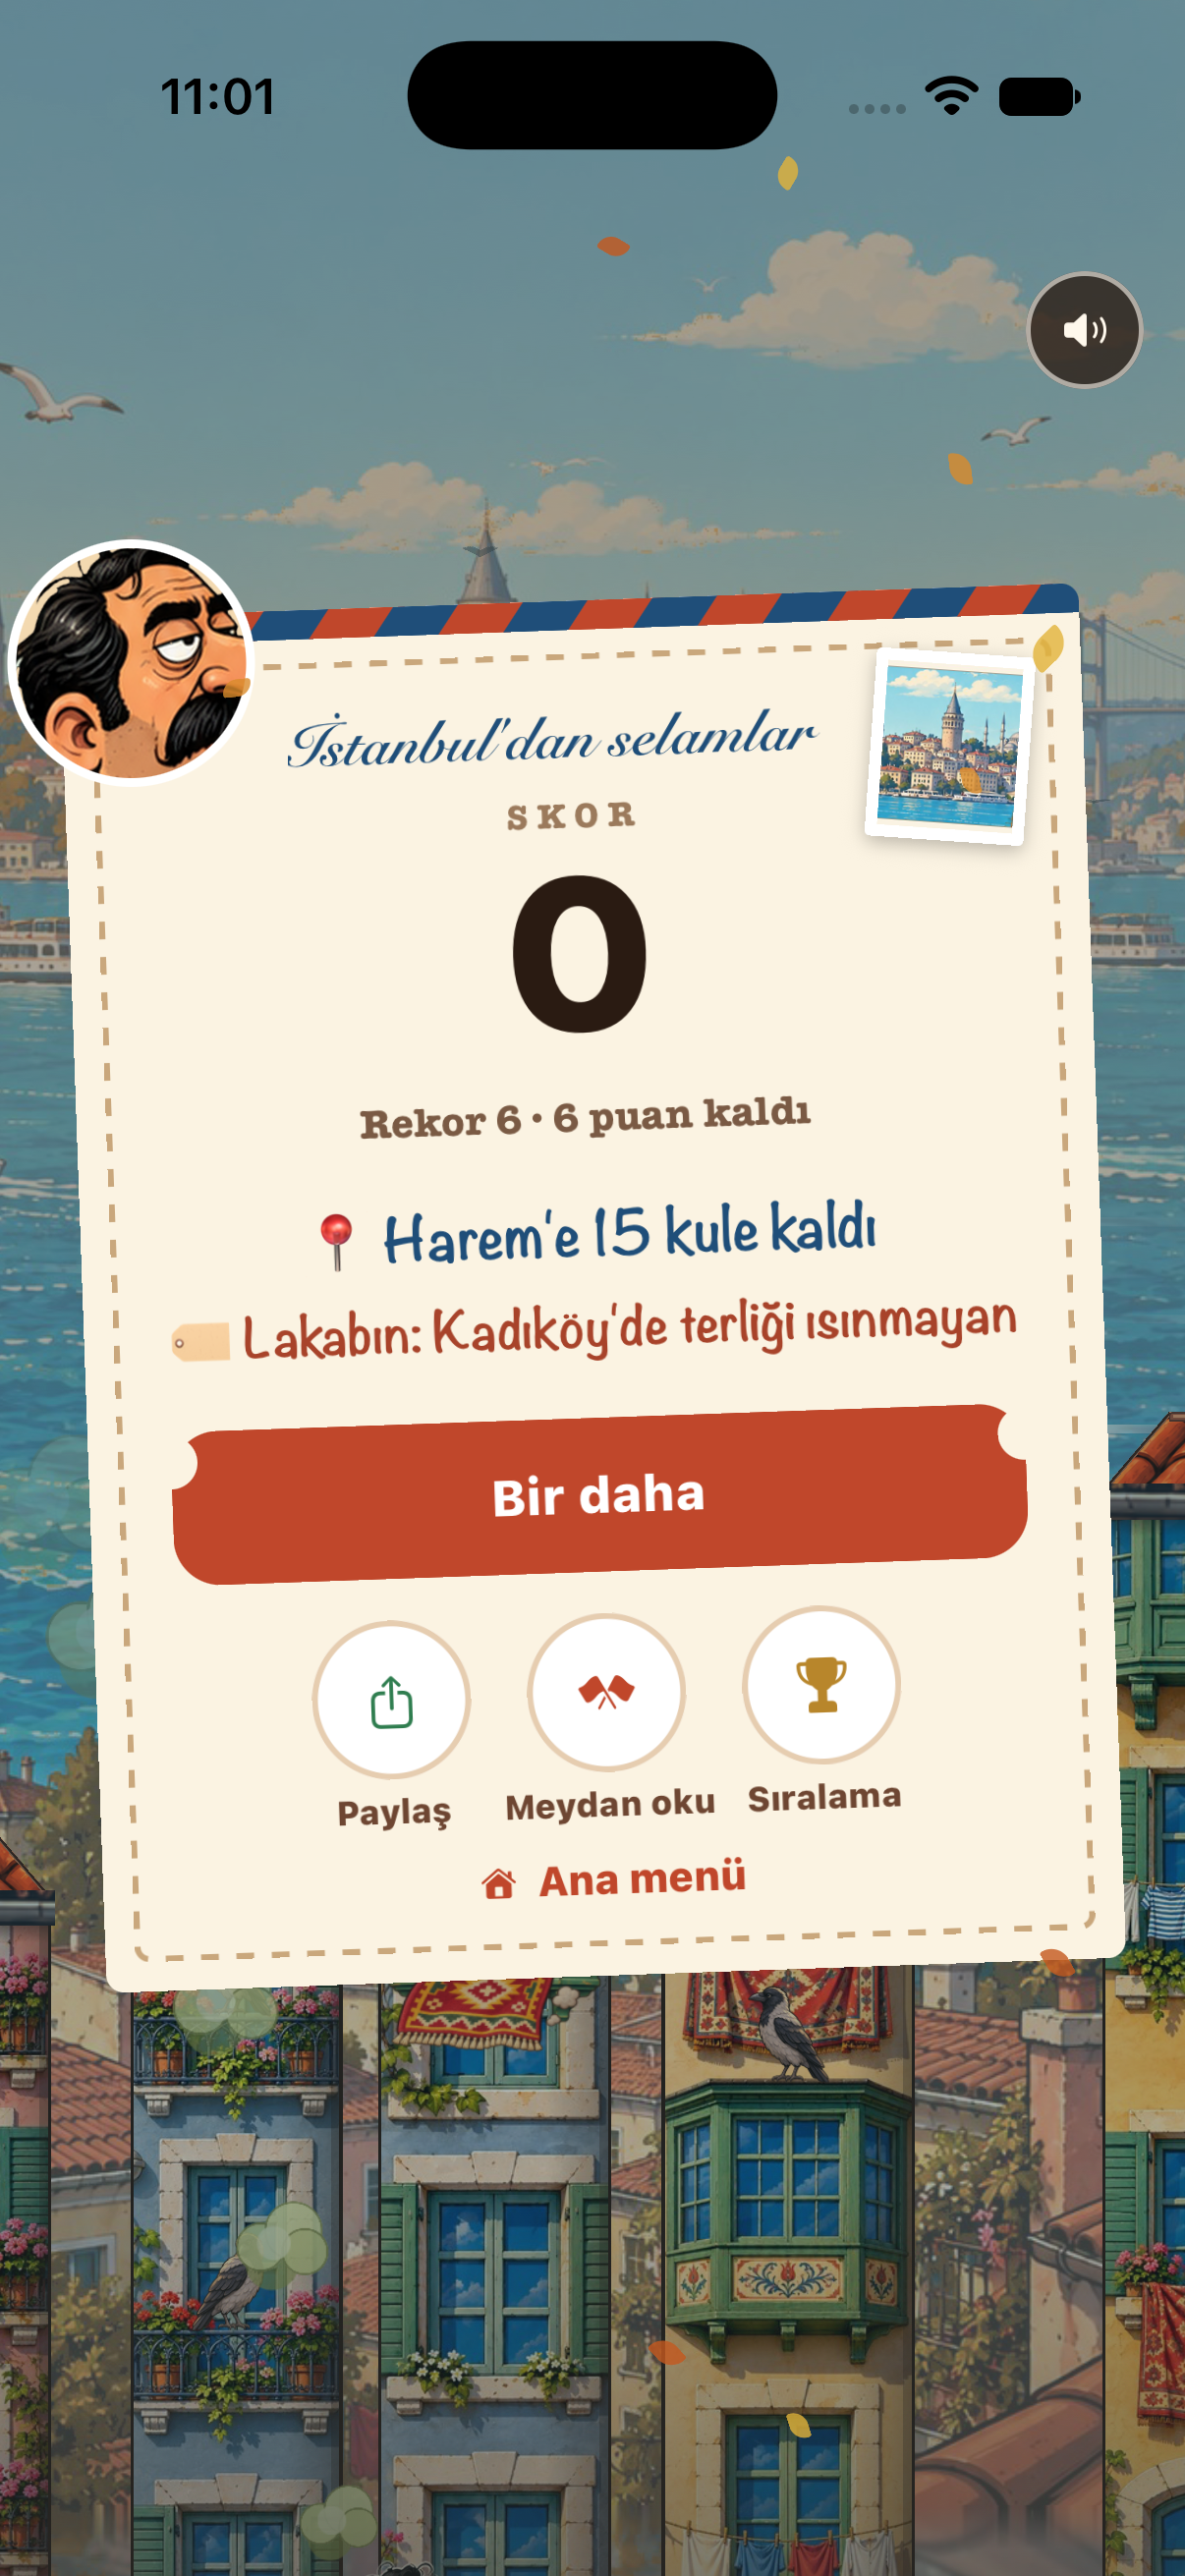 11:01
İstanbul'dan selamlar
SKOR
0
Rekor 6 • 6 puan kaldı
Harem'e 15 kule kaldı
Lakabın: Kadıköy'de terliği ısınmayan
Bir daha
Paylaş
Meydan oku
Sıralama
Ana menü